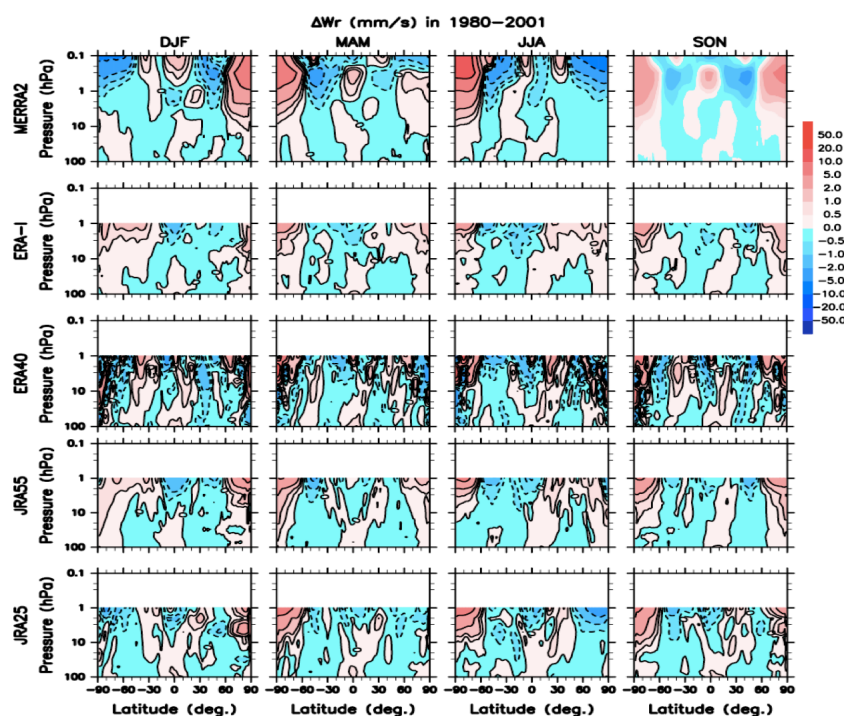 ΔWr (mm/s) in 1980−2001
DJF MAM JJA SON
MERRA2
Pressure (hPa)
0.1
1
10
100
ERA−I
Pressure (hPa)
0.1
1
10
100
ERA40
Pressure (hPa)
0.1
1
10
100
JRA55
Pressure (hPa)
0.1
1
10
100
JRA25
Pressure (hPa)
0.1
1
10
100
50.0
20.0
10.0
5.0
2.0
1.0
0.5
0.0
−0.5
−1.0
−2.0
−5.0
−10.0
−20.0
−50.0
−90 −60 −30 0 30 60 90
−90 −60 −30 0 30 60 90
−90 −60 −30 0 30 60 90
−90 −60 −30 0 30 60 90
Latitude (deg.) Latitude (deg.) Latitude (deg.) Latitude (deg.)